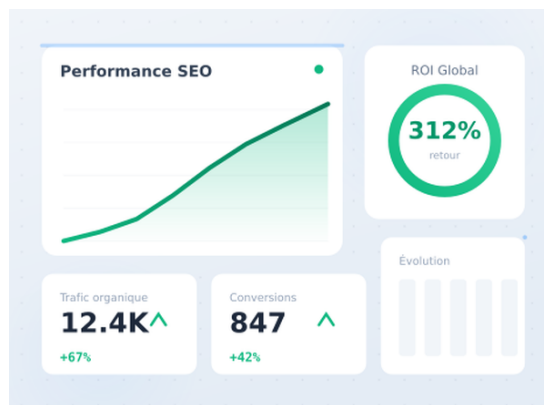 Performance SEO
ROI Global
312%
retour
Évolution
Trafic organique
12.4K
+67%
Conversions
847
+42%